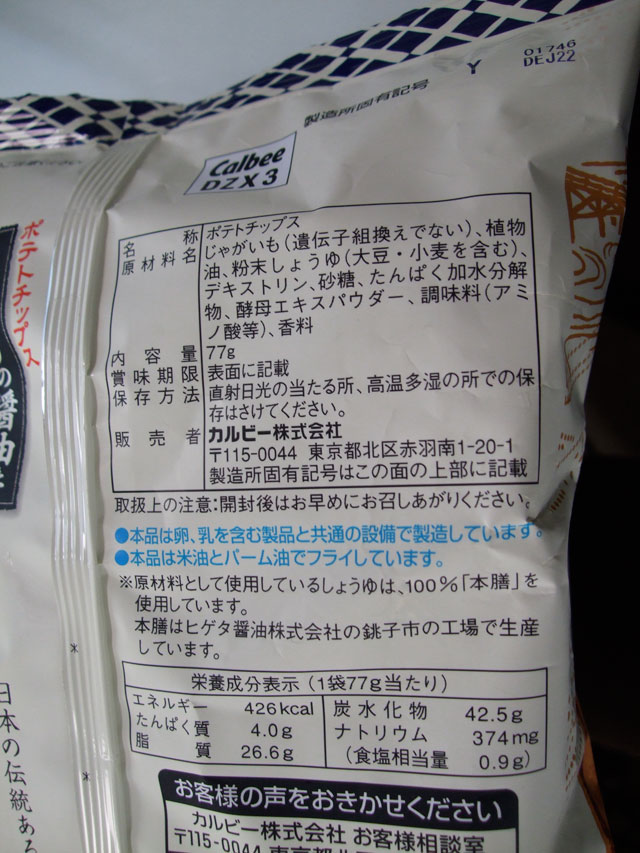 01746
Y DEJ22
製造所固有記号
Calbee
DZX3
名称 ポテトチップス
原材料名 じゃがいも(遺伝子組換えでない)、植物
油、粉末しょうゆ(大豆・小麦を含む)、
デキストリン、砂糖、たんぱく加水分解
物、酵母エキスパウダー、調味料(アミ
ノ酸等)、香料
内容量 77g
賞味期限 表面に記載
保存方法 直射日光の当たる所、高温多湿の所での保
存はさけてください。
販売者 カルビー株式会社
〒115-0044 東京都北区赤羽南1-20-1
製造所固有記号はこの面の上部に記載
取扱上の注意:開封後はお早めにお召しあがりください。
●本品は卵、乳を含む製品と共通の設備で製造しています。
●本品は米油とパーム油でフライしています。
※原材料として使用しているしょうゆは、100%「本膳」を
使用しています。
本膳はヒゲタ醤油株式会社の銚子市の工場で生産
しています。
栄養成分表示(1袋77g当たり)
エネルギー 426kcal
たんぱく質 4.0g
脂質 26.6g
炭水化物 42.5g
ナトリウム 374mg
(食塩相当量 0.9g)
お客様の声をおきかせください
カルビー株式会社 お客様相談室
〒115-0044 東京都北区
ポテトチップス
の醤油
日本の伝統ある